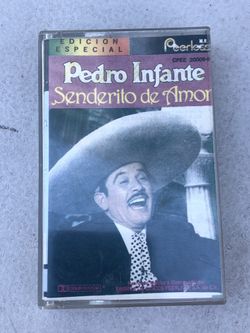 EDICION
ESPECIAL
Peerless
Pedro Infante
Senderito de Amor